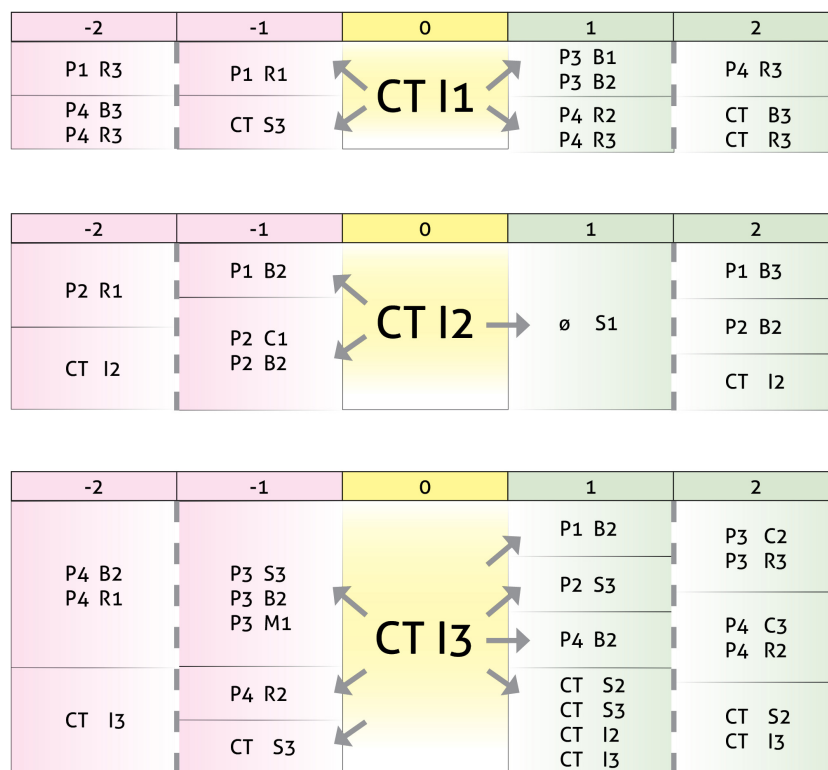 -2 -1 0 1 2
P1 R3
P4 B3
P4 R3
P1 R1
CT S3
CT I1
P3 B1
P3 B2
P4 R2
P4 R3
P4 R3
CT B3
CT R3
-2 -1 0 1 2
P2 R1
CT I2
P1 B2
P2 C1
P2 B2
CT I2
ø S1
P1 B3
P2 B2
CT I2
-2 -1 0 1 2
P4 B2
P4 R1
CT I3
P3 S3
P3 B2
P3 M1
P4 R2
CT S3
CT I3
P1 B2
P2 S3
P4 B2
CT S2
CT S3
CT I2
CT I3
P3 C2
P3 R3
P4 C3
P4 R2
CT S2
CT I3